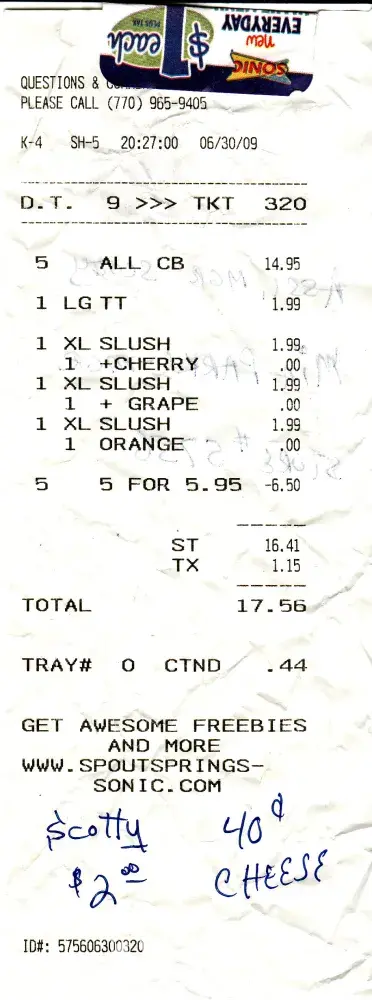 new
EVERYDAY
$1 each
PLUS TAX
SONIC
QUESTIONS &
PLEASE CALL (770) 965-9405
K-4 SH-5 20:27:00 06/30/09
D.T. 9 >>> TKT 320
5 ALL CB 14.95
1 LG TT 1.99
1 XL SLUSH 1.99
1 +CHERRY .00
1 XL SLUSH 1.99
1 + GRAPE .00
1 XL SLUSH 1.99
1 ORANGE .00
5 5 FOR 5.95 -6.50
ST 16.41
TX 1.15
TOTAL 17.56
TRAY# 0 CTND .44
GET AWESOME FREEBIES
AND MORE
WWW.SPOUTSPRINGS-
SONIC.COM
Scotty 40¢
$2.00 CHEESE
ID#: 575606300320